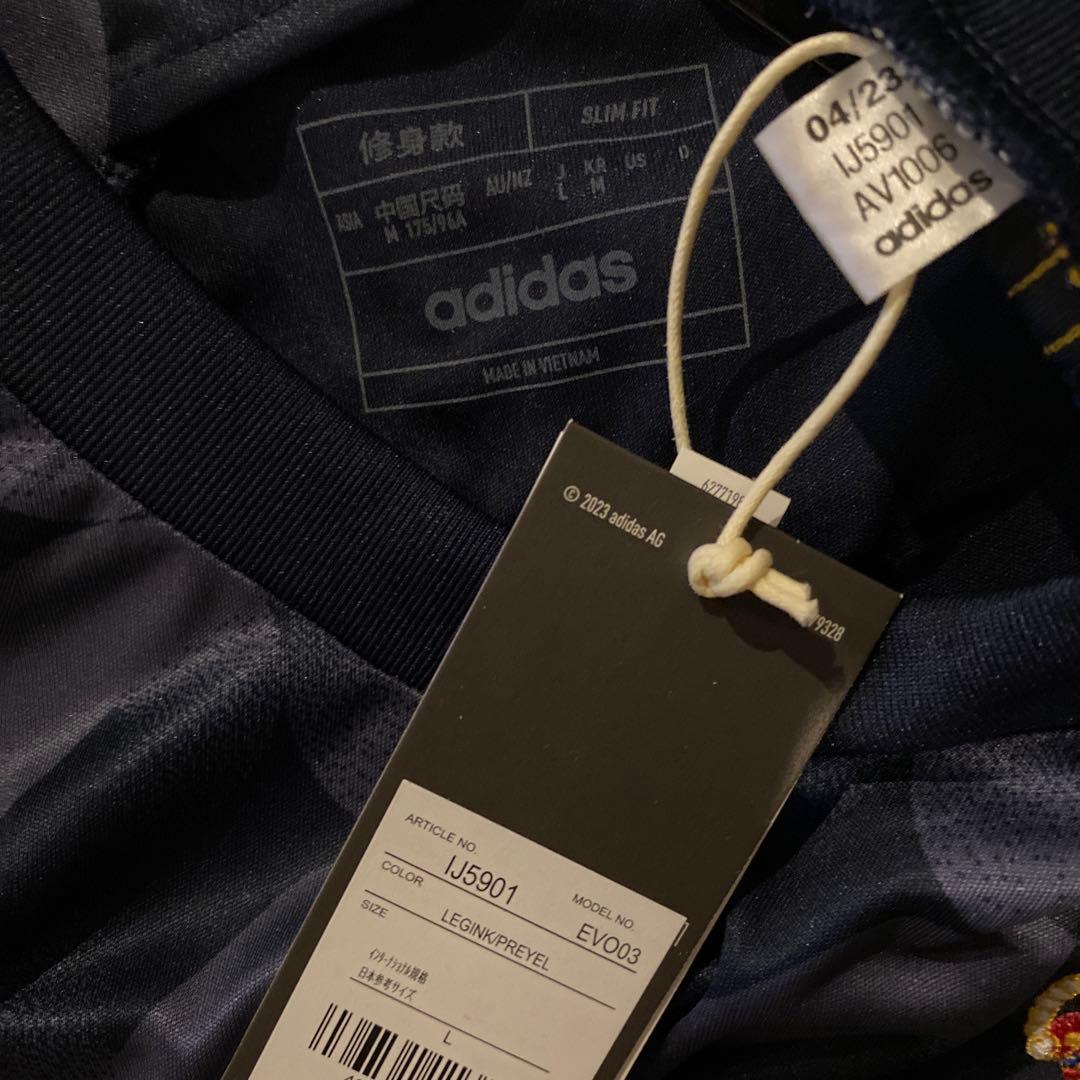 修身款
SLIM FIT
ASIA
M
中国尺码
175/96A
AU/NZ
J
L
KR
M
US
adidas
MADE IN VIETNAM
04/23
IJ5901
AV1006
adidas
© 2023 adidas AG
ARTICLE NO.
IJ5901
MODEL NO.
EVO03
COLOR
LEGINK/PREYEL
SIZE
インターナショナル規格
日本参考サイズ
L